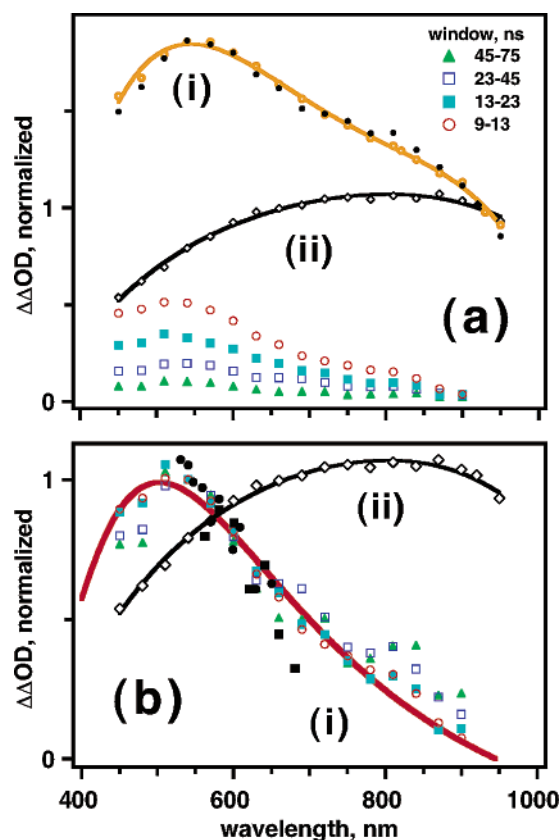 window, ns
45-75
23-45
13-23
9-13
(i)
1
ΔΔOD, normalized
(ii)
(a)
0
1
(ii)
ΔΔOD, normalized
(b)
(i)
0
400
600
800
1000
wavelength, nm